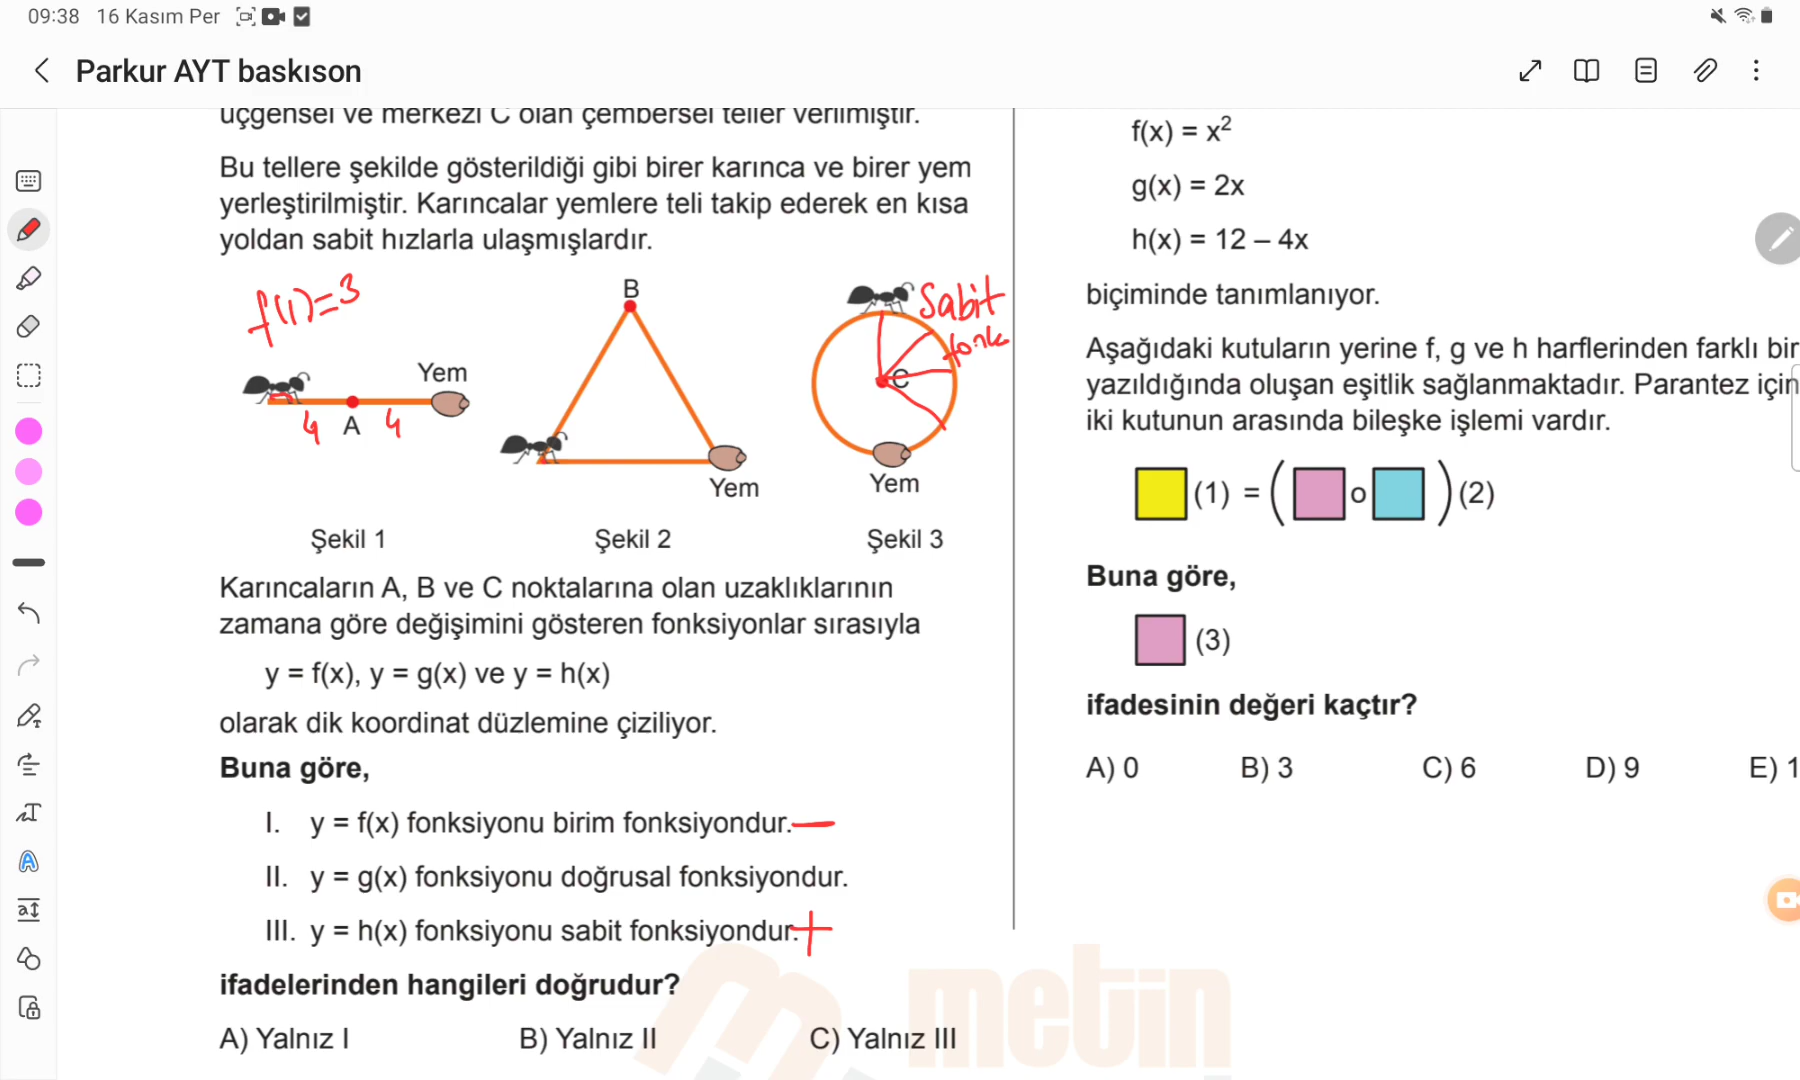 09:38 16 Kasım Per
Parkur AYT baskıson
üçgensel ve merkezi C olan çembersel teller verilmiştir.
Bu tellere şekilde gösterildiği gibi birer karınca ve birer yem
yerleştirilmiştir. Karıncalar yemlere teli takip ederek en kısa
yoldan sabit hızlarla ulaşmışlardır.
f(1)=3
Yem
4 A 4
Şekil 1
B
Yem
Şekil 2
Sabit
fonk
C
Yem
Şekil 3
Karıncaların A, B ve C noktalarına olan uzaklıklarının
zamana göre değişimini gösteren fonksiyonlar sırasıyla
y = f(x), y = g(x) ve y = h(x)
olarak dik koordinat düzlemine çiziliyor.
Buna göre,
I. y = f(x) fonksiyonu birim fonksiyondur. —
II. y = g(x) fonksiyonu doğrusal fonksiyondur.
III. y = h(x) fonksiyonu sabit fonksiyondur. +
ifadelerinden hangileri doğrudur?
A) Yalnız I B) Yalnız II C) Yalnız III
f(x) = x²
g(x) = 2x
h(x) = 12 – 4x
biçiminde tanımlanıyor.
Aşağıdaki kutuların yerine f, g ve h harflerinden farklı bir
yazıldığında oluşan eşitlik sağlanmaktadır. Parantez için
iki kutunun arasında bileşke işlemi vardır.
(1) = ( o ) (2)
Buna göre,
(3)
ifadesinin değeri kaçtır?
A) 0 B) 3 C) 6 D) 9 E) 1
metin